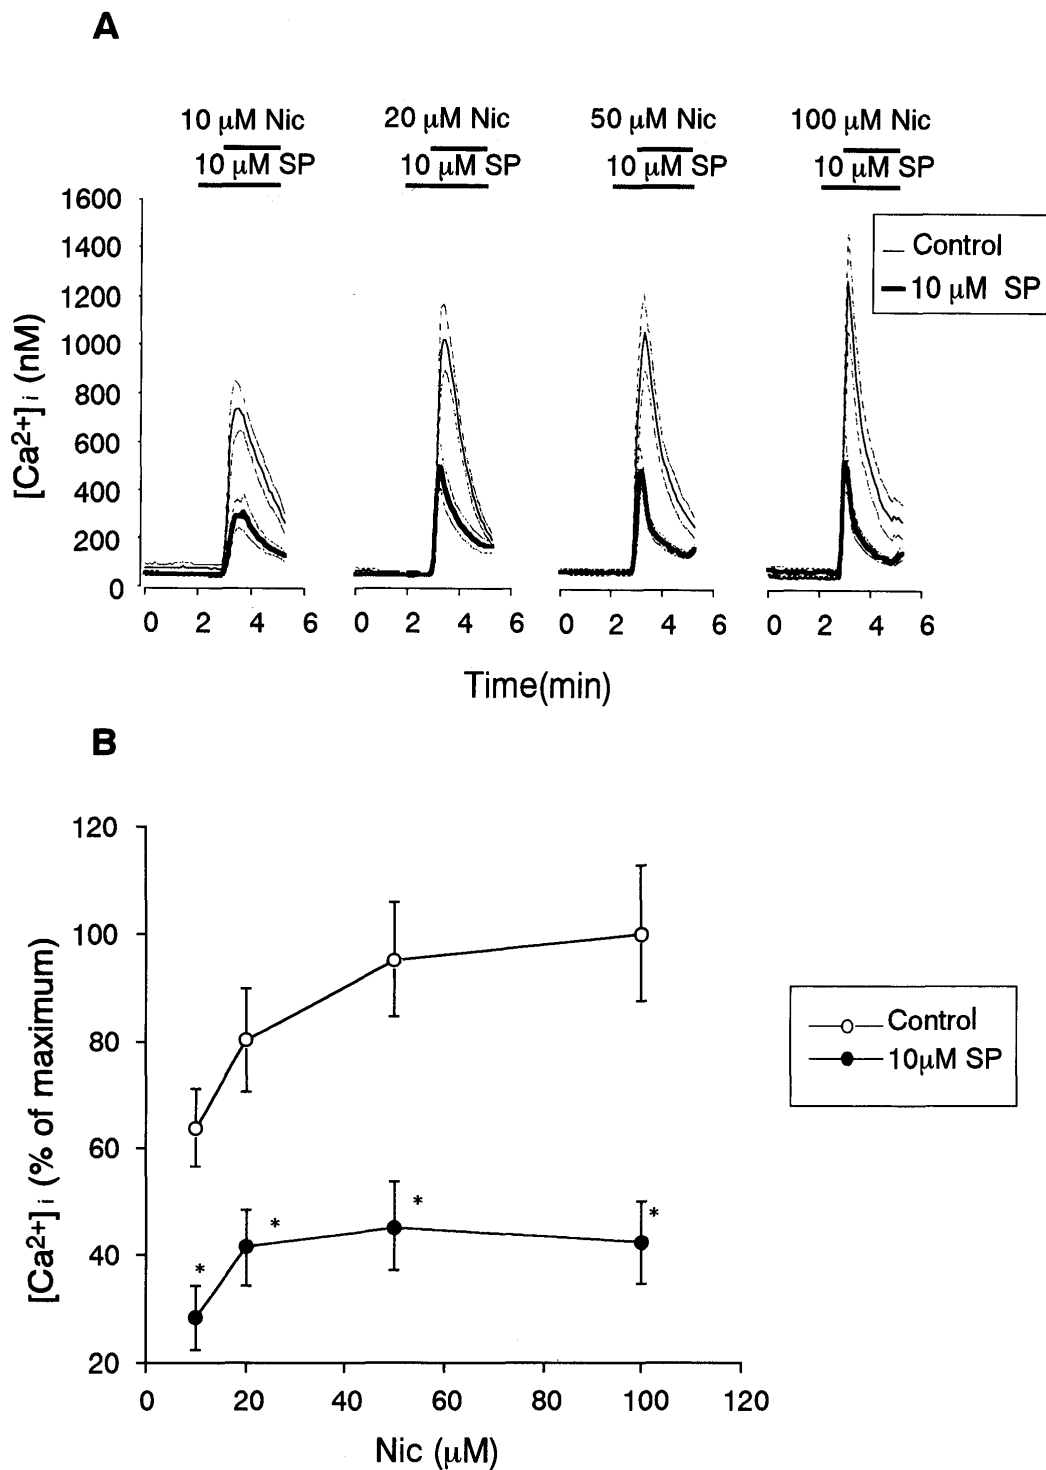 A
10 μM Nic 20 μM Nic 50 μM Nic 100 μM Nic
10 μM SP 10 μM SP 10 μM SP 10 μM SP
1600
1400
1200
1000
800
600
400
200
0
[Ca2+] i (nM)
Control
10 μM SP
0 2 4 6 0 2 4 6 0 2 4 6 0 2 4 6
Time(min)
B
120
100
80
60
40
20
[Ca2+] i (% of maximum)
* * * *
Control
10μM SP
0 20 40 60 80 100 120
Nic (μM)